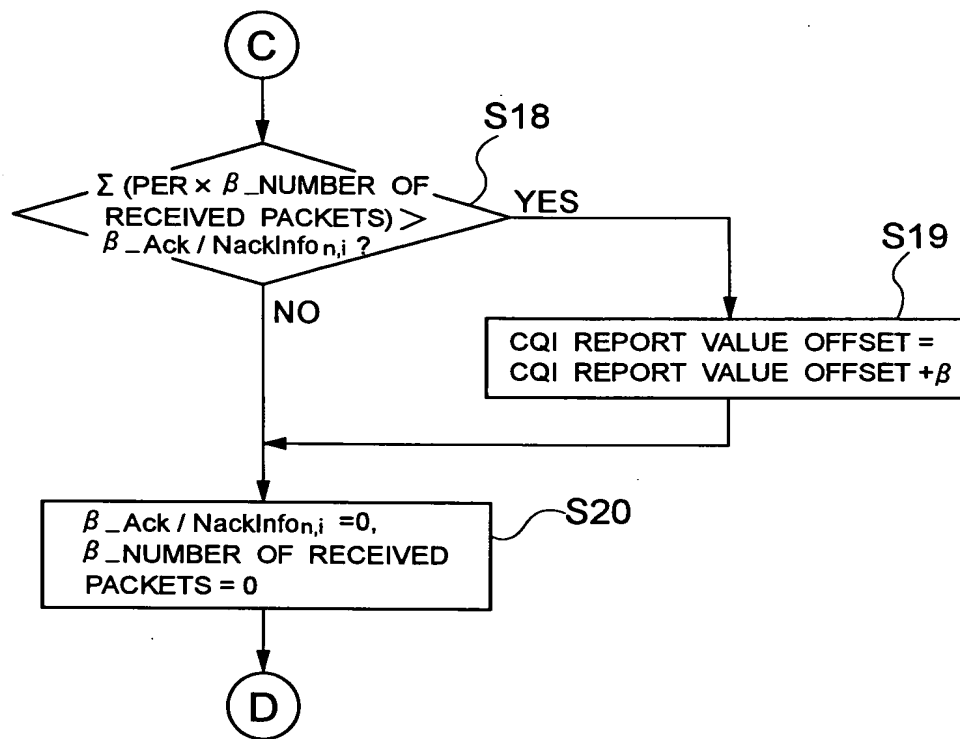 C
S18
Σ (PER × β_NUMBER OF
RECEIVED PACKETS) >
β_Ack / NackInfon,i ?
YES
NO
S19
CQI REPORT VALUE OFFSET =
CQI REPORT VALUE OFFSET +β
S20
β_Ack / NackInfon,i =0,
β_NUMBER OF RECEIVED
PACKETS = 0
D